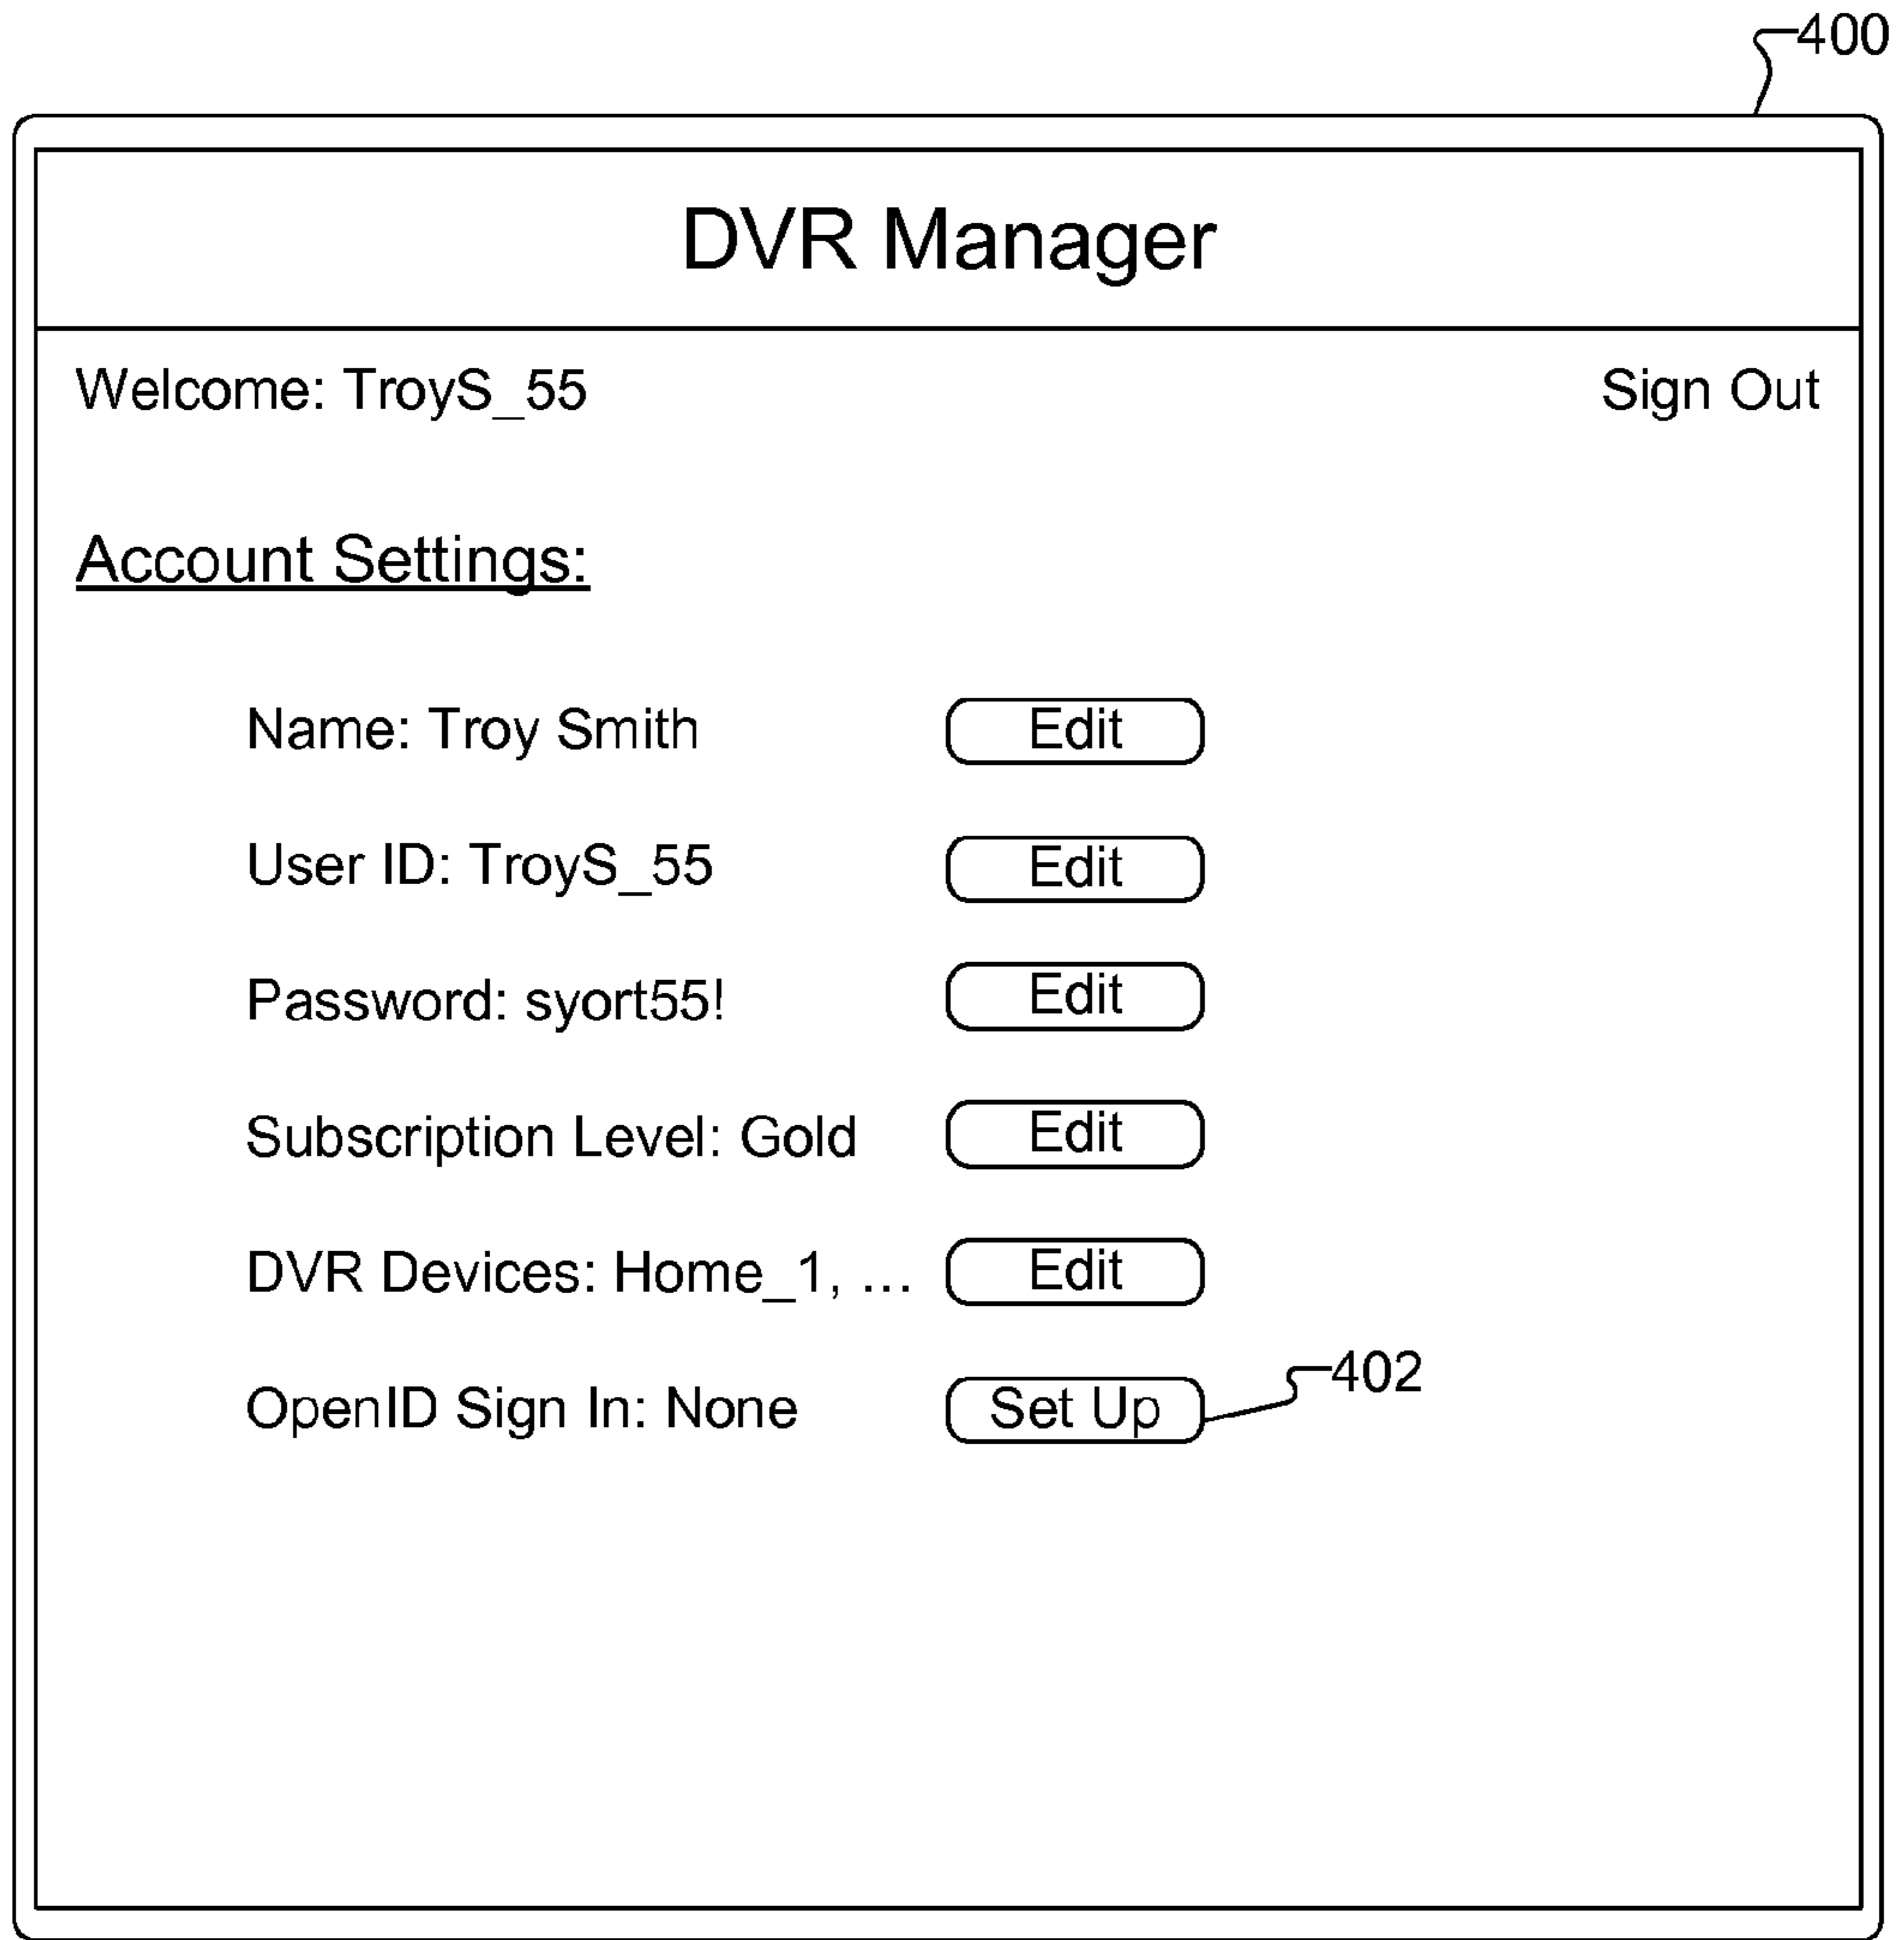 400
DVR Manager
Welcome: TroyS_55 Sign Out
Account Settings:
Name: Troy Smith Edit
User ID: TroyS_55 Edit
Password: syort55! Edit
Subscription Level: Gold Edit
DVR Devices: Home_1, ... Edit
OpenID Sign In: None Set Up 402